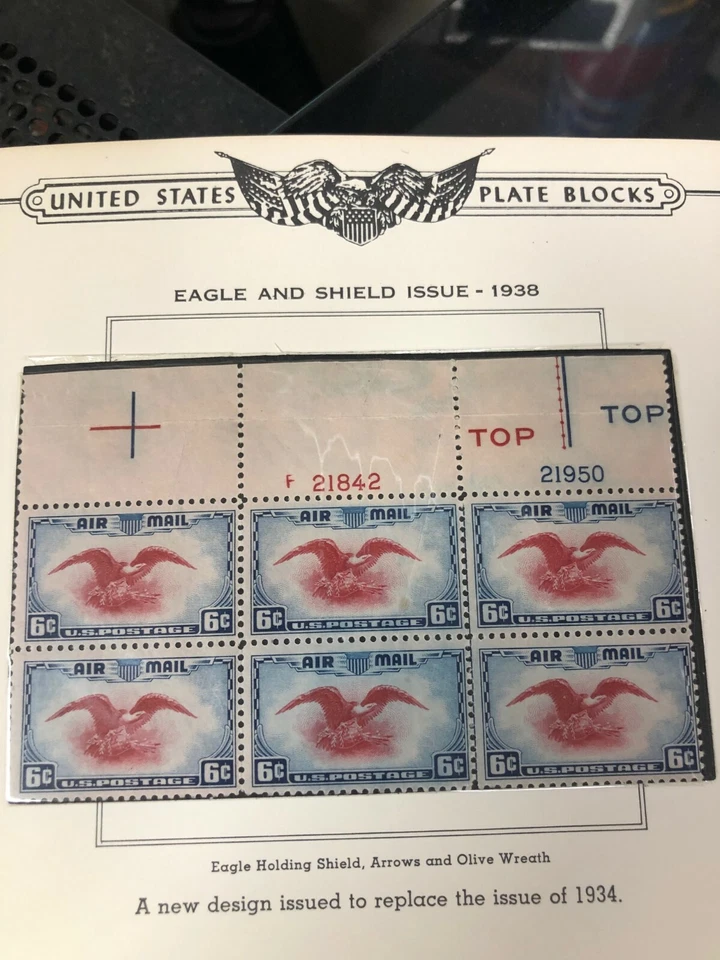 UNITED STATES PLATE BLOCKS
EAGLE AND SHIELD ISSUE - 1938
TOP TOP
F 21842 21950
AIR MAIL AIR MAIL AIR MAIL
6¢ U.S.POSTAGE 6¢ 6¢ U.S.POSTAGE 6¢ 6¢ U.S.POSTAGE 6¢
AIR MAIL AIR MAIL AIR MAIL
6¢ U.S.POSTAGE 6¢ 6¢ U.S.POSTAGE 6¢ 6¢ U.S.POSTAGE 6¢
Eagle Holding Shield, Arrows and Olive Wreath
A new design issued to replace the issue of 1934.